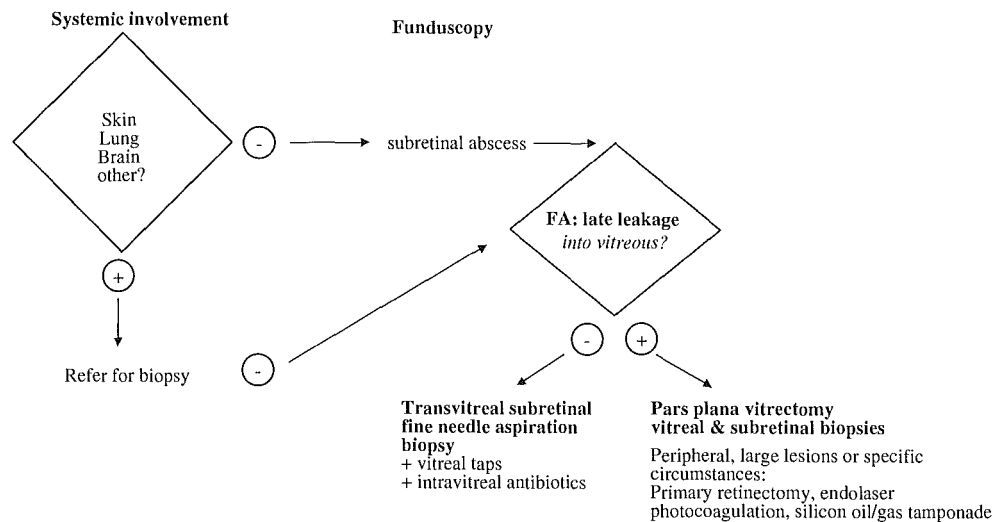 Systemic involvement
Funduscopy
Skin
Lung
Brain
other?
-
subretinal abscess
FA: late leakage
into vitreous?
+
Refer for biopsy
-
-
+
Transvitreal subretinal
fine needle aspiration
biopsy
+ vitreal taps
+ intravitreal antibiotics
Pars plana vitrectomy
vitreal & subretinal biopsies
Peripheral, large lesions or specific
circumstances:
Primary retinectomy, endolaser
photocoagulation, silicon oil/gas tamponade